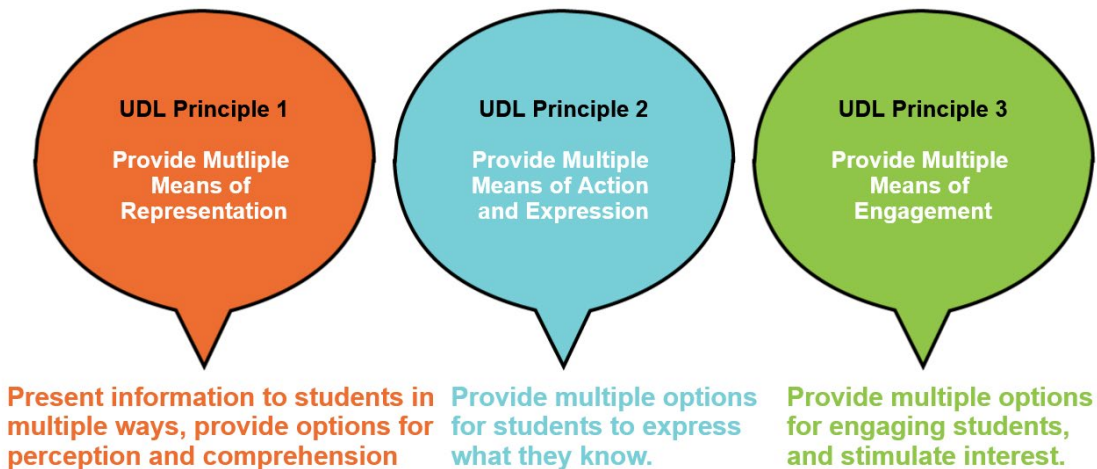 UDL Principle 1
Provide Mutliple
Means of
Representation
Present information to students in
multiple ways, provide options for
perception and comprehension
UDL Principle 2
Provide Multiple
Means of Action
and Expression
Provide multiple options
for students to express
what they know.
UDL Principle 3
Provide Multiple
Means of
Engagement
Provide multiple options
for engaging students,
and stimulate interest.